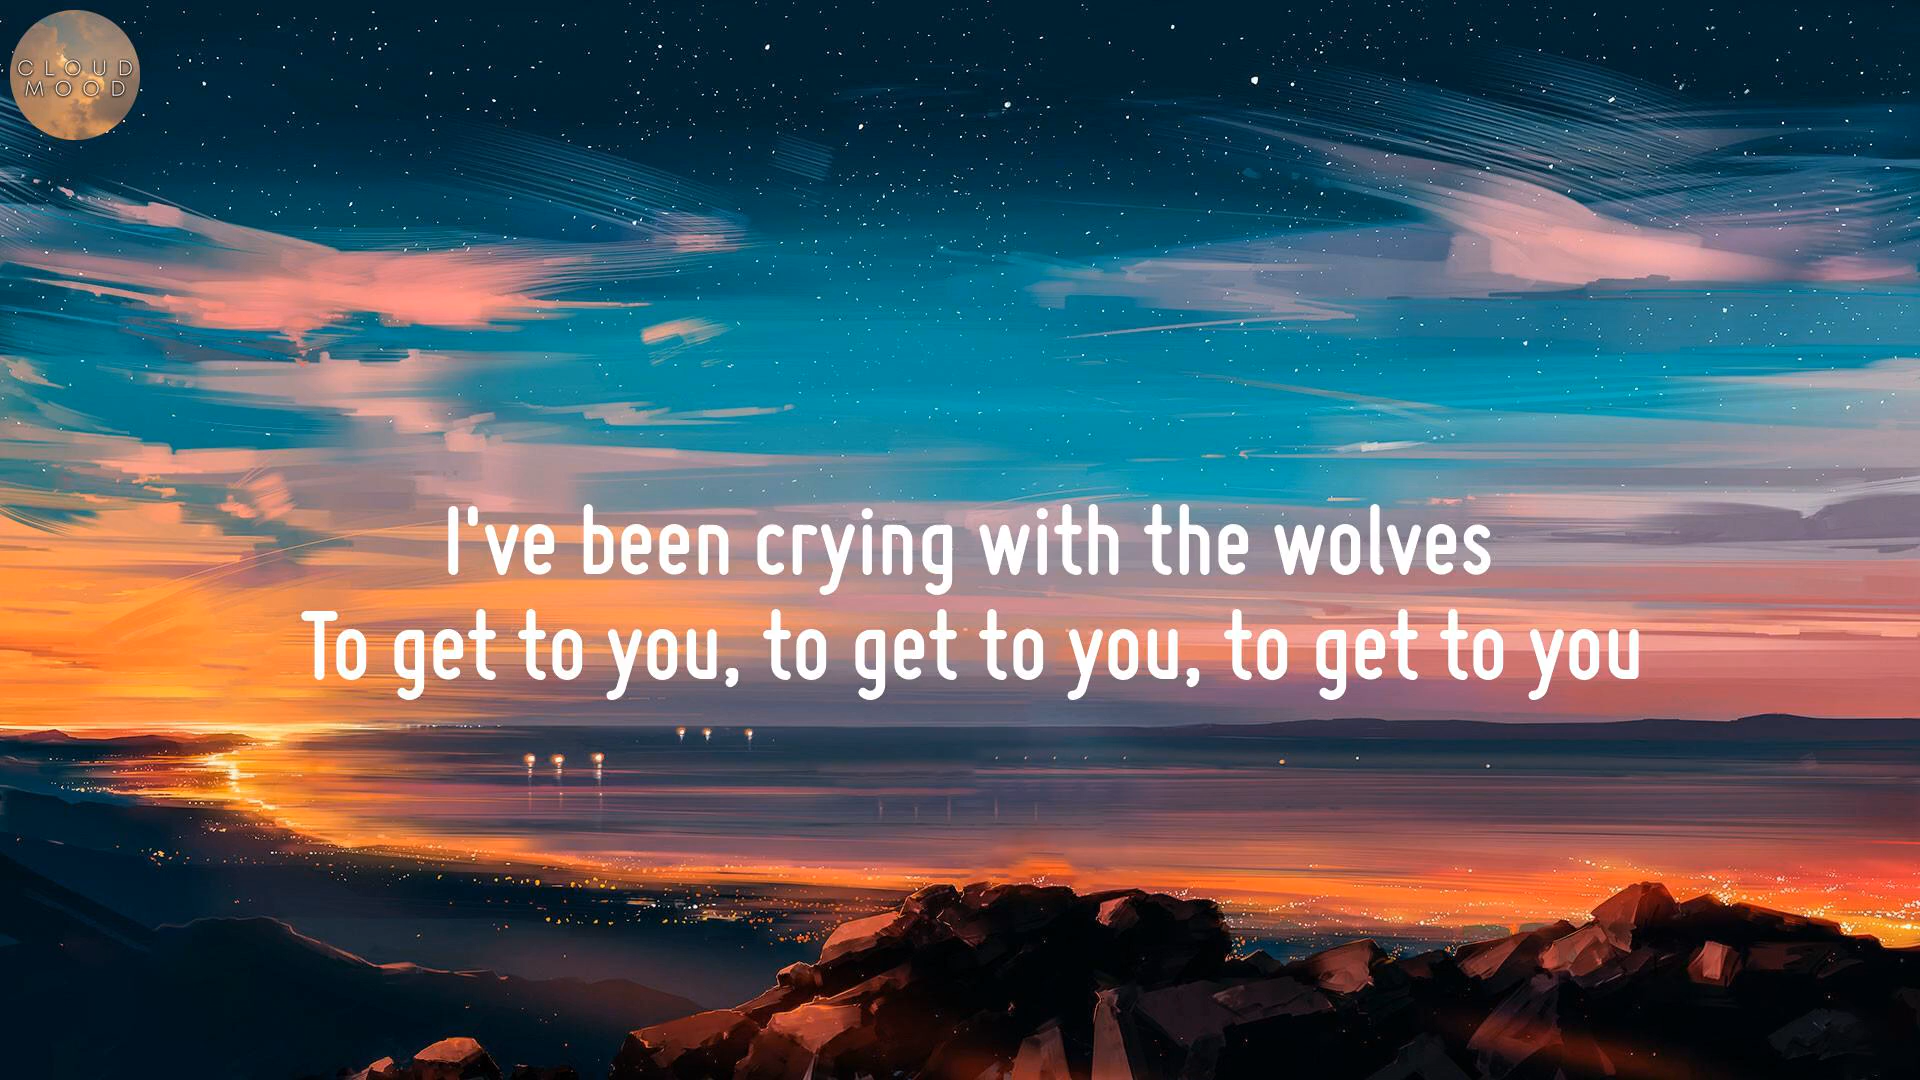 CLOUD
MOOD
I've been crying with the wolves
To get to you, to get to you, to get to you